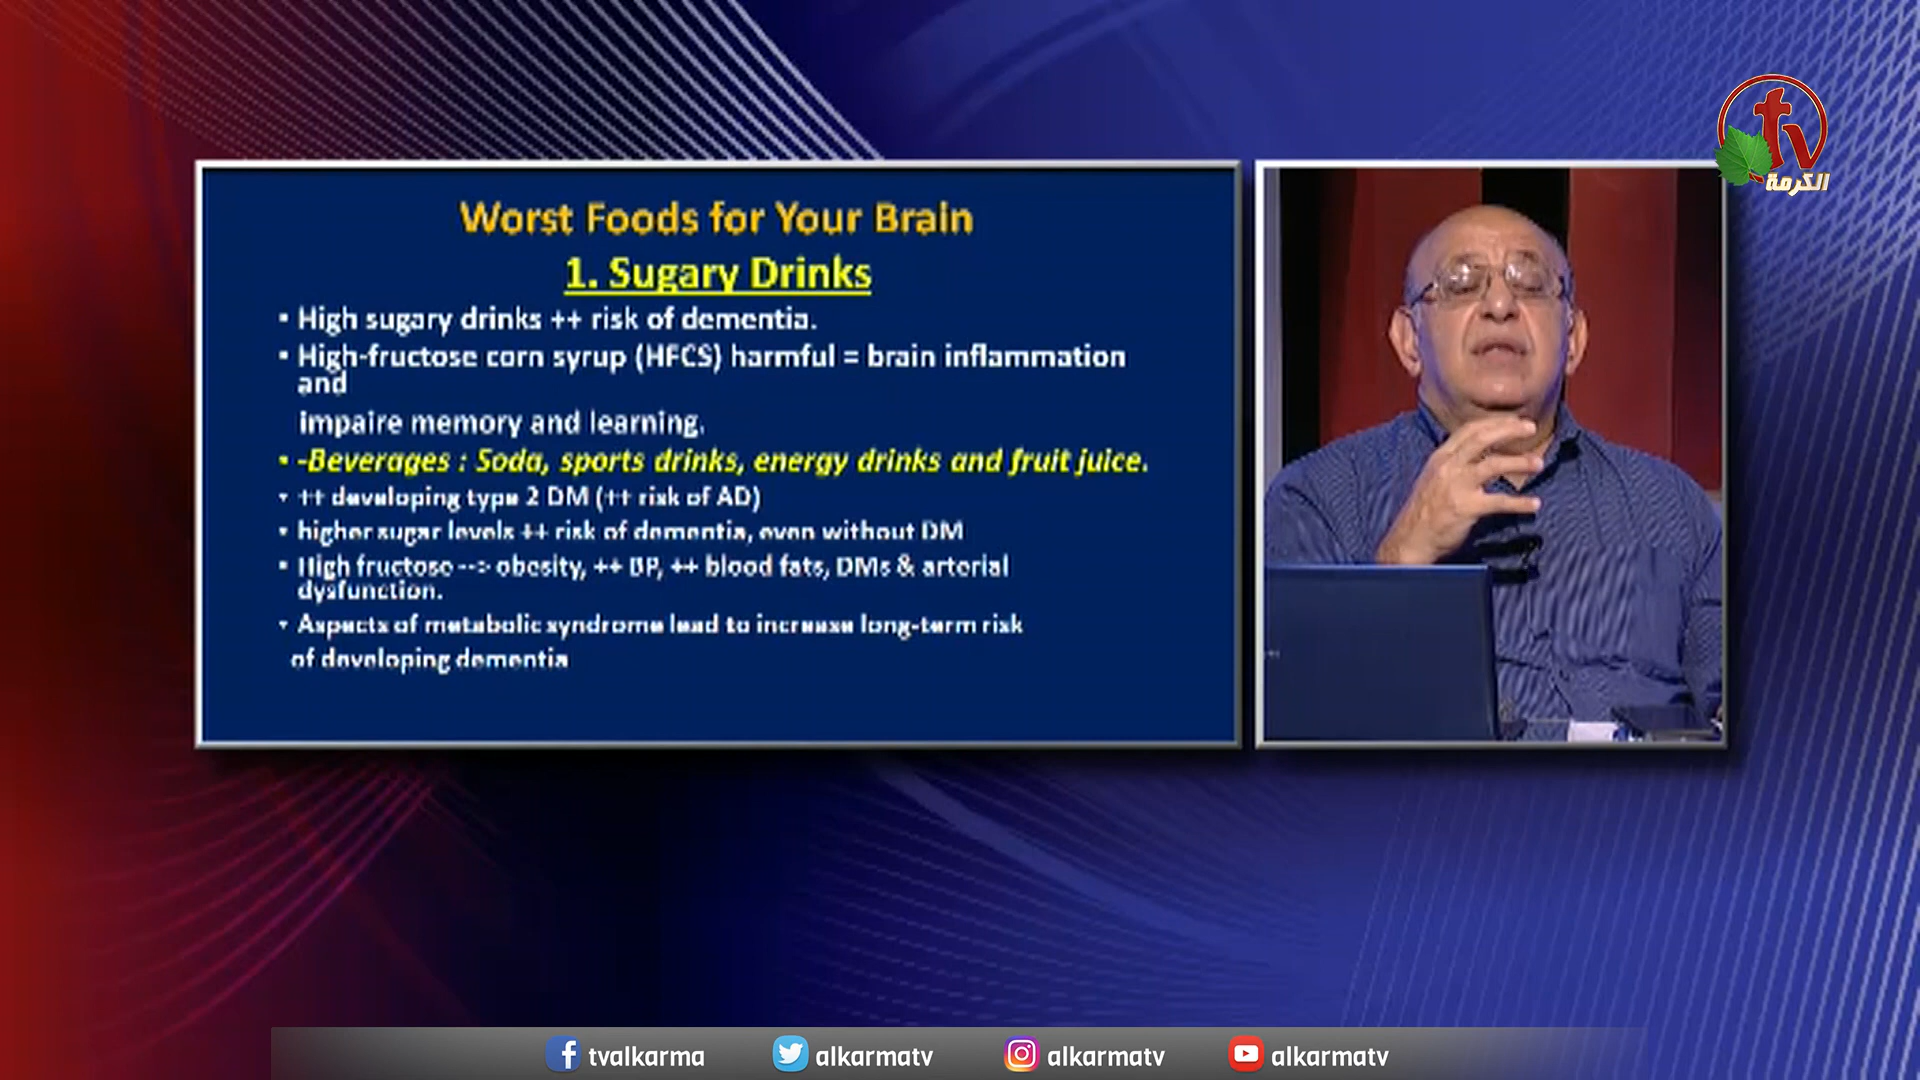 tv
الكرمة
Worst Foods for Your Brain
1. Sugary Drinks
▪ High sugary drinks ++ risk of dementia.
▪ High-fructose corn syrup (HFCS) harmful = brain inflammation
and
impaire memory and learning.
▪ -Beverages : Soda, sports drinks, energy drinks and fruit juice.
▪ ++ developing type 2 DM (++ risk of AD)
▪ higher sugar levels ++ risk of dementia, even without DM
▪ High fructose --> obesity, ++ BP, ++ blood fats, DMs & arterial
dysfunction.
▪ Aspects of metabolic syndrome lead to increase long-term risk
of developing dementia
tvalkarma
alkarmatv
alkarmatv
alkarmatv